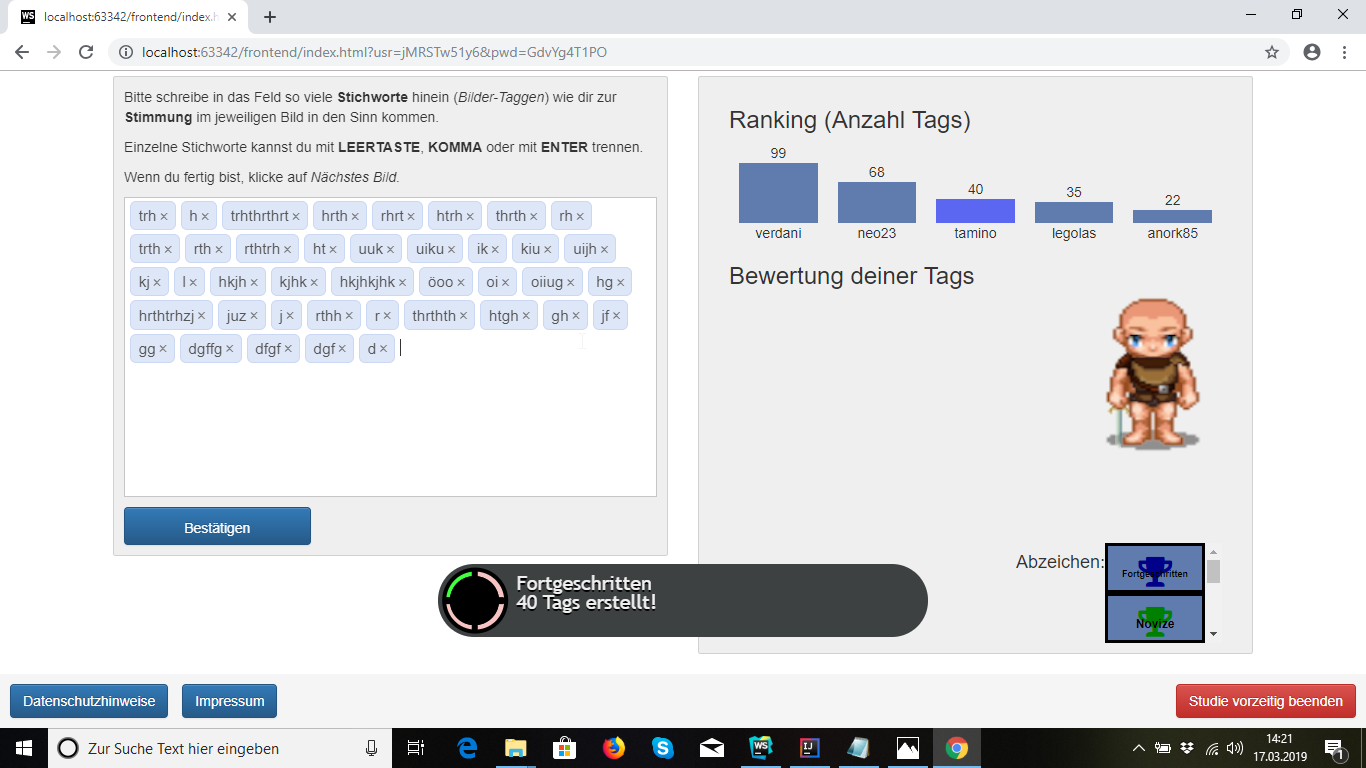 localhost:63342/frontend/index.h
localhost:63342/frontend/index.html?usr=jMRSTw51y6&pwd=GdvYg4T1PO
Bitte schreibe in das Feld so viele Stichworte hinein (Bilder-Taggen) wie dir zur
Stimmung im jeweiligen Bild in den Sinn kommen.
Einzelne Stichworte kannst du mit LEERTASTE, KOMMA oder mit ENTER trennen.
Wenn du fertig bist, klicke auf Nächstes Bild.
trh × h × trhthrthrt × hrth × rhrt × htrh × thrth × rh ×
trth × rth × rthtrh × ht × uuk × uiku × ik × kiu × uijh ×
kj × l × hkjh × kjhk × hkjhkjhk × öoo × oi × oiiug × hg ×
hrthtrhzj × juz × j × rthh × r × thrthth × htgh × gh × jf ×
gg × dgffg × dfgf × dgf × d ×
Bestätigen
Ranking (Anzahl Tags)
99 68 40 35 22
verdani neo23 tamino legolas anork85
Bewertung deiner Tags
Abzeichen:
Fortgeschritten
Novize
Fortgeschritten
40 Tags erstellt!
Datenschutzhinweise Impressum Studie vorzeitig beenden
Zur Suche Text hier eingeben
14:21
17.03.2019